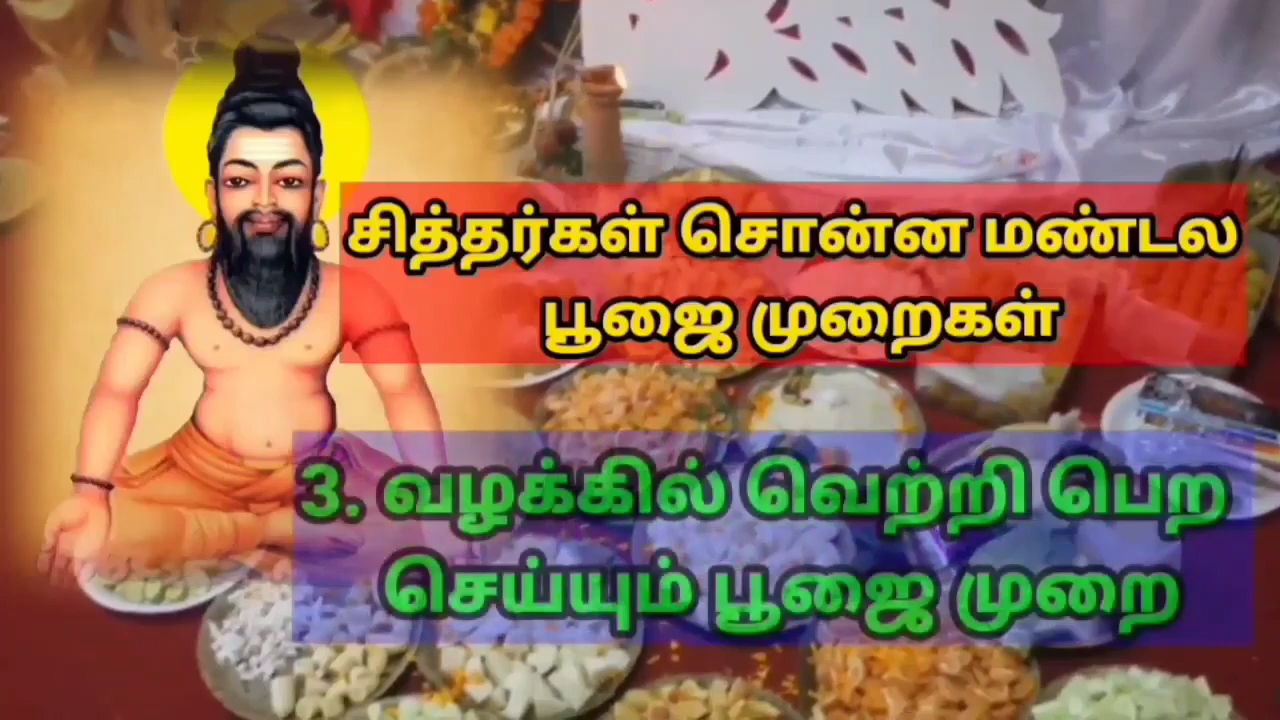 சித்தர்கள் சொன்ன மண்டல
பூஜை முறைகள்
3. வழக்கில் வெற்றி பெற
செய்யும் பூஜை முறை